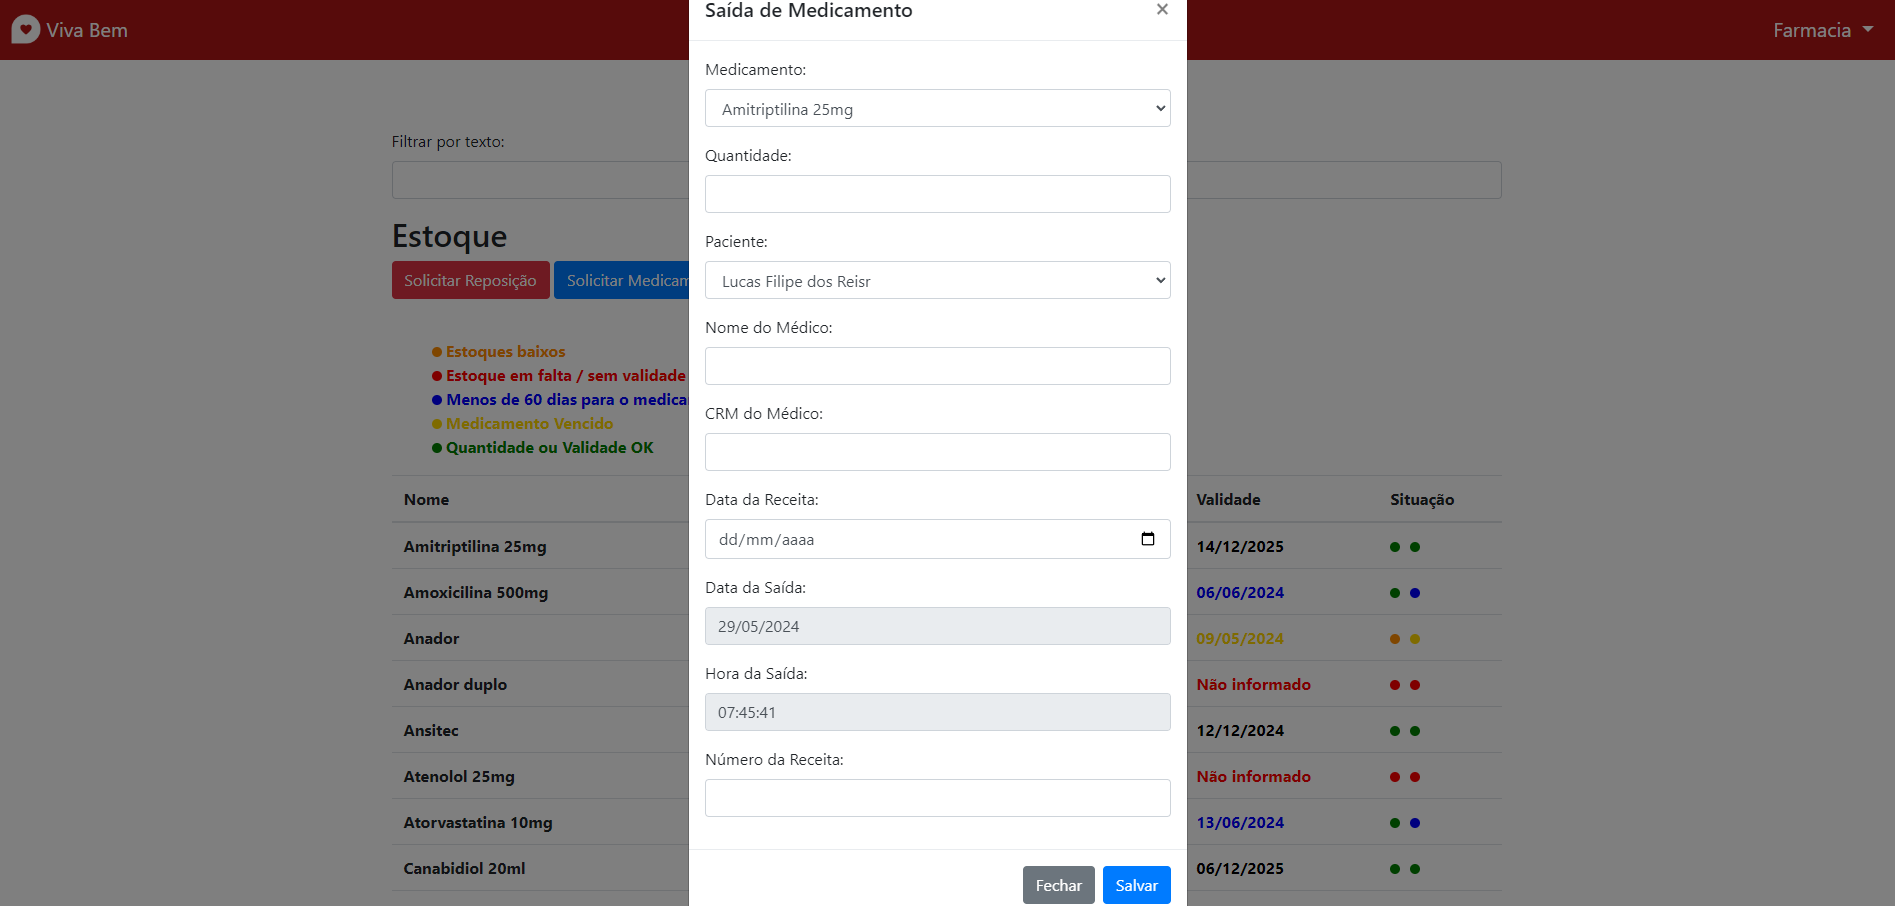 Viva Bem
Farmacia
Saída de Medicamento
×
Medicamento:
Amitriptilina 25mg
Quantidade:
Paciente:
Lucas Filipe dos Reisr
Nome do Médico:
CRM do Médico:
Data da Receita:
dd/mm/aaaa
Data da Saída:
29/05/2024
Hora da Saída:
07:45:41
Número da Receita:
Fechar
Salvar
Filtrar por texto:
Estoque
Solicitar Reposição
Solicitar Medicam
Estoques baixos
Estoque em falta / sem validade
Menos de 60 dias para o medica
Medicamento Vencido
Quantidade ou Validade OK
Nome Validade Situação
Amitriptilina 25mg 14/12/2025
Amoxicilina 500mg 06/06/2024
Anador 09/05/2024
Anador duplo Não informado
Ansitec 12/12/2024
Atenolol 25mg Não informado
Atorvastatina 10mg 13/06/2024
Canabidiol 20ml 06/12/2025